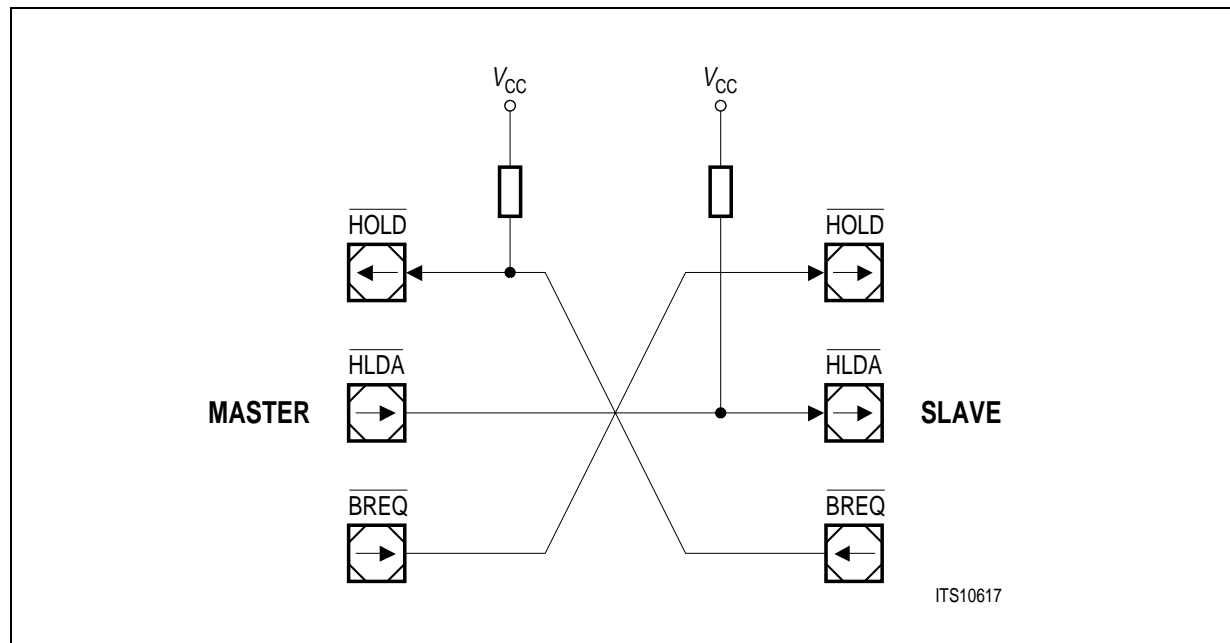 VCC VCC
HOLD HOLD
HLDA HLDA
MASTER SLAVE
BREQ BREQ
ITS10617